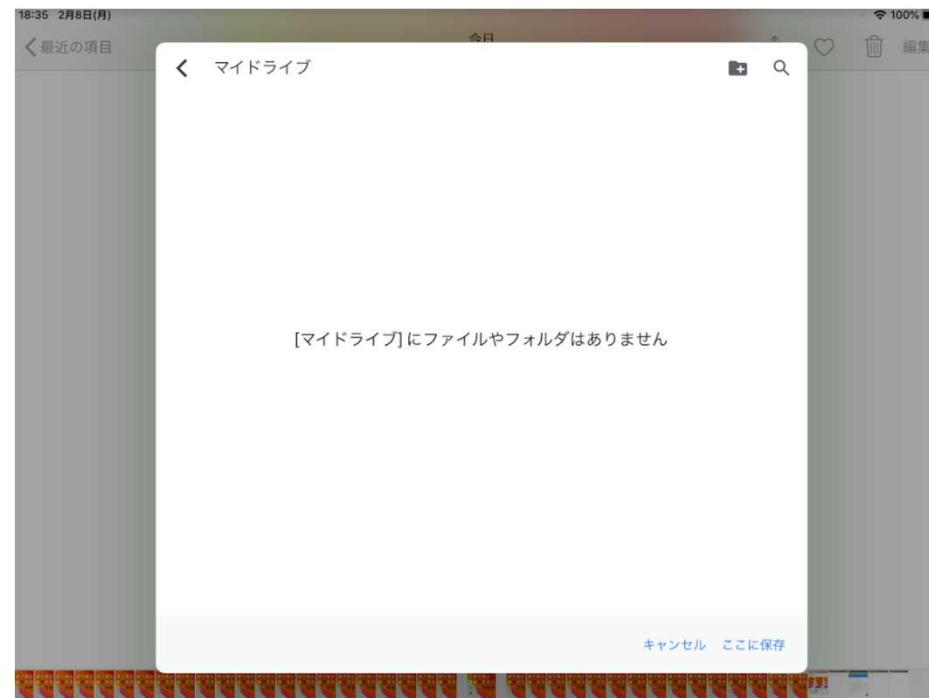 18:35 2月8日(月)
100%
最近の項目
今日
編集
マイドライブ
[マイドライブ] にファイルやフォルダはありません
キャンセル ここに保存